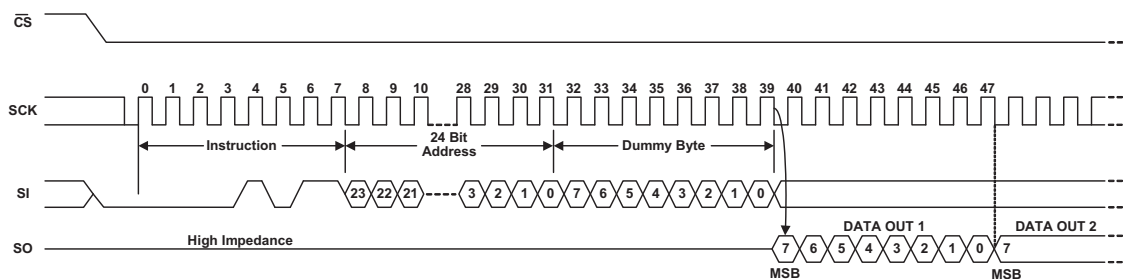 CS
SCK
0 1 2 3 4 5 6 7 8 9 10 28 29 30 31 32 33 34 35 36 37 38 39 40 41 42 43 44 45 46 47
Instruction
24 Bit
Address
Dummy Byte
SI
23 22 21 3 2 1 0 7 6 5 4 3 2 1 0
DATA OUT 1
DATA OUT 2
SO
High Impedance
7 6 5 4 3 2 1 0 7
MSB
MSB